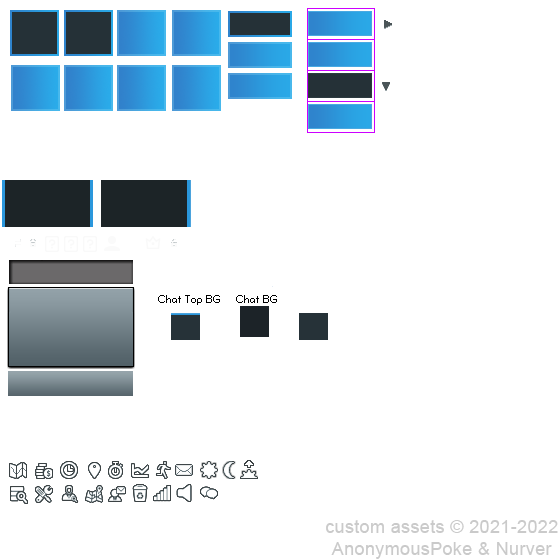 Chat Top BG
Chat BG
custom assets © 2021-2022
AnonymousPoke & Nurver